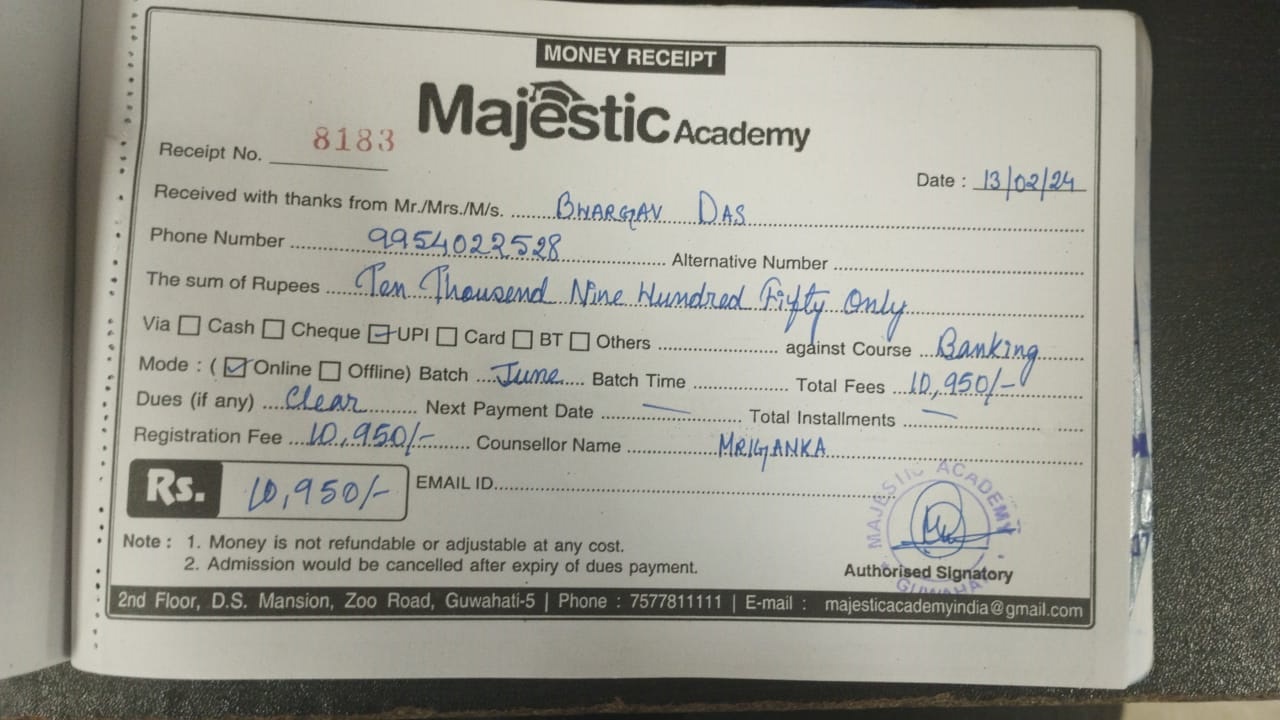 MONEY RECEIPT
Majestic Academy
Receipt No. 8183
Date : 13/02/24
Received with thanks from Mr./Mrs./M/s. BHARGAV DAS
Phone Number 9954022528 Alternative Number
The sum of Rupees Ten Thousend Nine Hundred Fifty Only
Via Cash Cheque UPI Card BT Others against Course Banking
Mode : ( Online Offline) Batch June Batch Time Total Fees 10,950/-
Dues (if any) Clear Next Payment Date — Total Installments —
Registration Fee 10,950/- Counsellor Name MRIGANKA
Rs. 10,950/- EMAIL ID
MAJESTIC ACADEMY
Note : 1. Money is not refundable or adjustable at any cost.
2. Admission would be cancelled after expiry of dues payment.
Authorised Signatory
2nd Floor, D.S. Mansion, Zoo Road, Guwahati-5 | Phone : 7577811111 | E-mail : majesticacademyindia@gmail.com